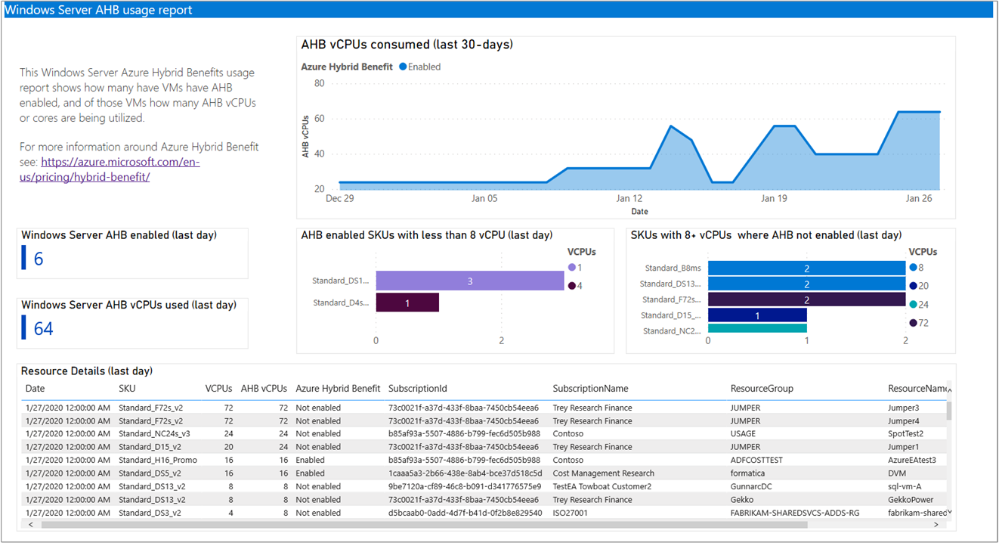 Windows Server AHB usage report
This Windows Server Azure Hybrid Benefits usage
report shows how many have VMs have AHB
enabled, and of those VMs how many AHB vCPUs
or cores are being utilized.
For more information around Azure Hybrid Benefit
see: https://azure.microsoft.com/en-
us/pricing/hybrid-benefit/
AHB vCPUs consumed (last 30-days)
Azure Hybrid Benefit Enabled
80
60
40
20
AHB vCPUs
Dec 29 Jan 05 Jan 12 Jan 19 Jan 26
Date
Windows Server AHB enabled (last day)
6
Windows Server AHB vCPUs used (last day)
64
AHB enabled SKUs with less than 8 vCPU (last day)
VCPUs
1
4
Standard_DS1... 3
Standard_D4s... 1
0 2
SKUs with 8+ vCPUs where AHB not enabled (last day)
VCPUs
8
20
24
72
Standard_B8ms 2
Standard_DS13... 2
Standard_F72s... 2
Standard_D15_... 1
Standard_NC2...
0 1 2
Resource Details (last day)
Date SKU VCPUs AHB vCPUs Azure Hybrid Benefit SubscriptionId SubscriptionName ResourceGroup ResourceName
1/27/2020 12:00:00 AM Standard_F72s_v2 72 72 Not enabled 73c0021f-a37d-433f-8baa-7450cb54eea6 Trey Research Finance JUMPER Jumper3
1/27/2020 12:00:00 AM Standard_F72s_v2 72 72 Not enabled 73c0021f-a37d-433f-8baa-7450cb54eea6 Trey Research Finance JUMPER Jumper4
1/27/2020 12:00:00 AM Standard_NC24s_v3 24 24 Not enabled b85af93a-5507-4886-b799-fec6d505b988 Contoso USAGE SpotTest2
1/27/2020 12:00:00 AM Standard_D15_v2 20 24 Not enabled 73c0021f-a37d-433f-8baa-7450cb54eea6 Trey Research Finance JUMPER Jumper1
1/27/2020 12:00:00 AM Standard_H16_Promo 16 16 Enabled b85af93a-5507-4886-b799-fec6d505b988 Contoso ADFCOSTTEST AzureEAtest3
1/27/2020 12:00:00 AM Standard_DS5_v2 16 16 Enabled 1caaa5a3-2b66-438e-8ab4-bce37d518c5d Cost Management Research formatica DVM
1/27/2020 12:00:00 AM Standard_DS13_v2 8 8 Not enabled 9be7120a-cf89-46c8-b091-d341776575e9 TestEA Towboat Customer2 GunnarcDC sql-vm-A
1/27/2020 12:00:00 AM Standard_DS13_v2 8 8 Not enabled 73c0021f-a37d-433f-8baa-7450cb54eea6 Trey Research Finance Gekko GekkoPower
1/27/2020 12:00:00 AM Standard_DS3_v2 4 8 Not enabled d5bcaab0-0add-4d7f-b41d-0f2b8e829540 ISO27001 FABRIKAM-SHAREDSVCS-ADDS-RG fabrikam-shared